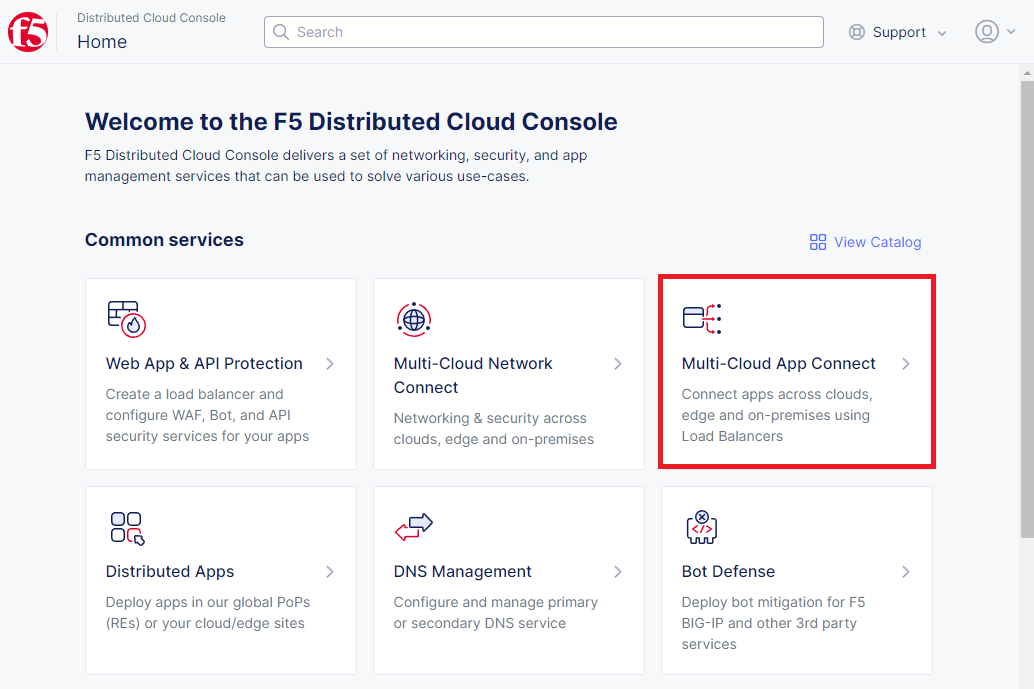 f5
Distributed Cloud Console
Home
Search
Support
Welcome to the F5 Distributed Cloud Console
F5 Distributed Cloud Console delivers a set of networking, security, and app
management services that can be used to solve various use-cases.
Common services
View Catalog
Web App & API Protection
Create a load balancer and
configure WAF, Bot, and API
security services for your apps
Multi-Cloud Network
Connect
Networking & security across
clouds, edge and on-premises
Multi-Cloud App Connect
Connect apps across clouds,
edge and on-premises using
Load Balancers
Distributed Apps
Deploy apps in our global PoPs
(REs) or your cloud/edge sites
DNS Management
Configure and manage primary
or secondary DNS service
Bot Defense
Deploy bot mitigation for F5
BIG-IP and other 3rd party
services